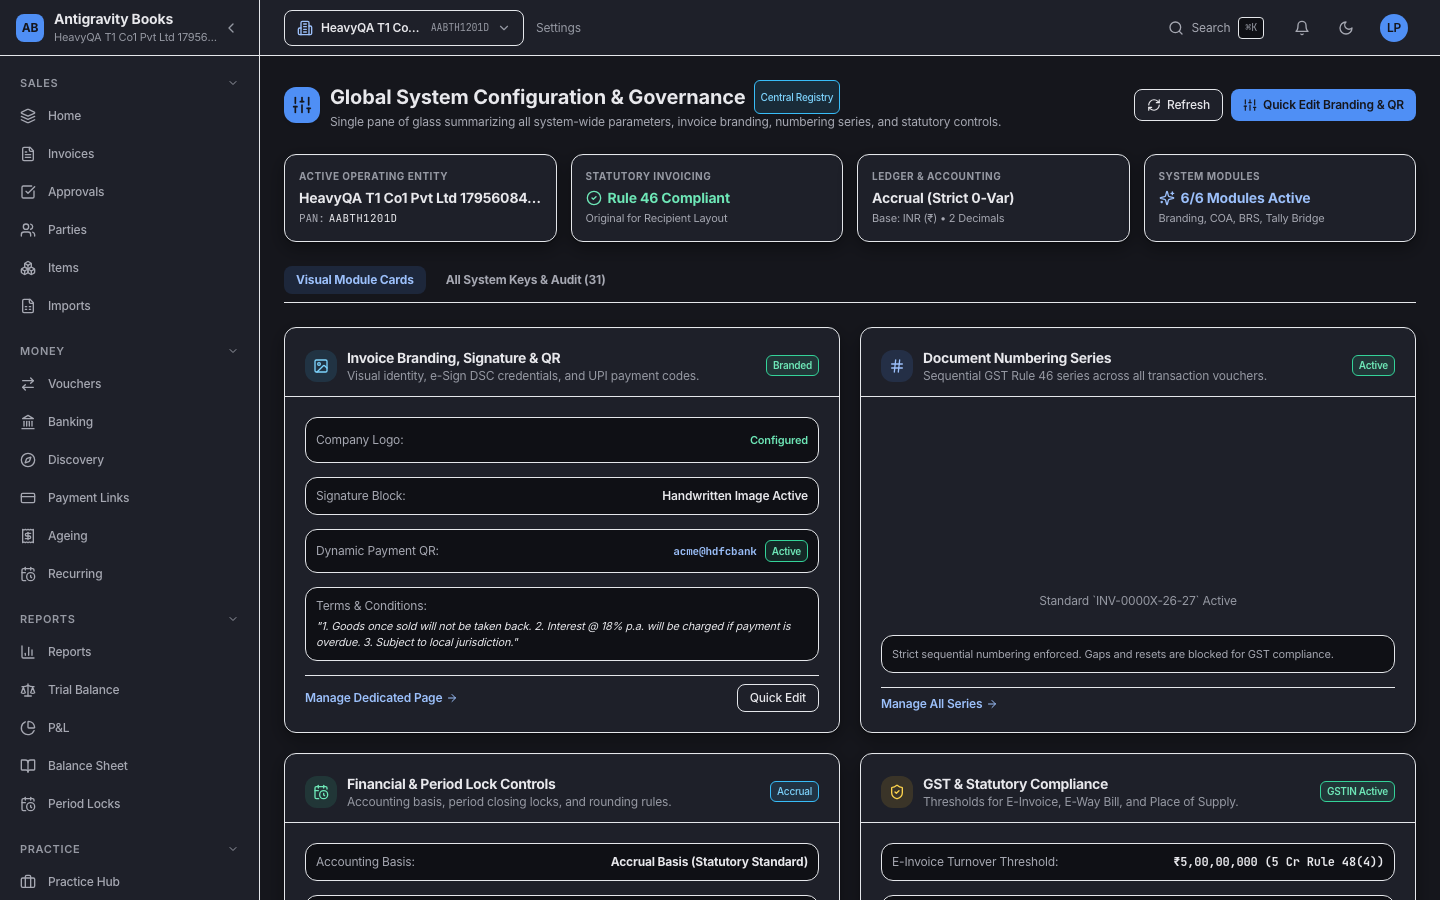 AB
Antigravity Books
HeavyQA T1 Co1 Pvt Ltd 17956...
SALES
Home
Invoices
Approvals
Parties
Items
Imports
MONEY
Vouchers
Banking
Discovery
Payment Links
Ageing
Recurring
REPORTS
Reports
Trial Balance
P&L
Balance Sheet
Period Locks
PRACTICE
Practice Hub
HeavyQA T1 Co... AABTH1201D
Settings
Search ⌘K
LP
Global System Configuration & Governance
Central Registry
Single pane of glass summarizing all system-wide parameters, invoice branding, numbering series, and statutory controls.
Refresh
Quick Edit Branding & QR
ACTIVE OPERATING ENTITY
HeavyQA T1 Co1 Pvt Ltd 17956084...
PAN: AABTH1201D
STATUTORY INVOICING
Rule 46 Compliant
Original for Recipient Layout
LEDGER & ACCOUNTING
Accrual (Strict 0-Var)
Base: INR (₹) • 2 Decimals
SYSTEM MODULES
6/6 Modules Active
Branding, COA, BRS, Tally Bridge
Visual Module Cards
All System Keys & Audit (31)
Invoice Branding, Signature & QR
Visual identity, e-Sign DSC credentials, and UPI payment codes.
Branded
Company Logo: Configured
Signature Block: Handwritten Image Active
Dynamic Payment QR: acme@hdfcbank Active
Terms & Conditions:
"1. Goods once sold will not be taken back. 2. Interest @ 18% p.a. will be charged if payment is
overdue. 3. Subject to local jurisdiction."
Manage Dedicated Page →
Quick Edit
Document Numbering Series
Sequential GST Rule 46 series across all transaction vouchers.
Active
Standard `INV-0000X-26-27` Active
Strict sequential numbering enforced. Gaps and resets are blocked for GST compliance.
Manage All Series →
Financial & Period Lock Controls
Accounting basis, period closing locks, and rounding rules.
Accrual
Accounting Basis: Accrual Basis (Statutory Standard)
GST & Statutory Compliance
Thresholds for E-Invoice, E-Way Bill, and Place of Supply.
GSTIN Active
E-Invoice Turnover Threshold: ₹5,00,00,000 (5 Cr Rule 48(4))